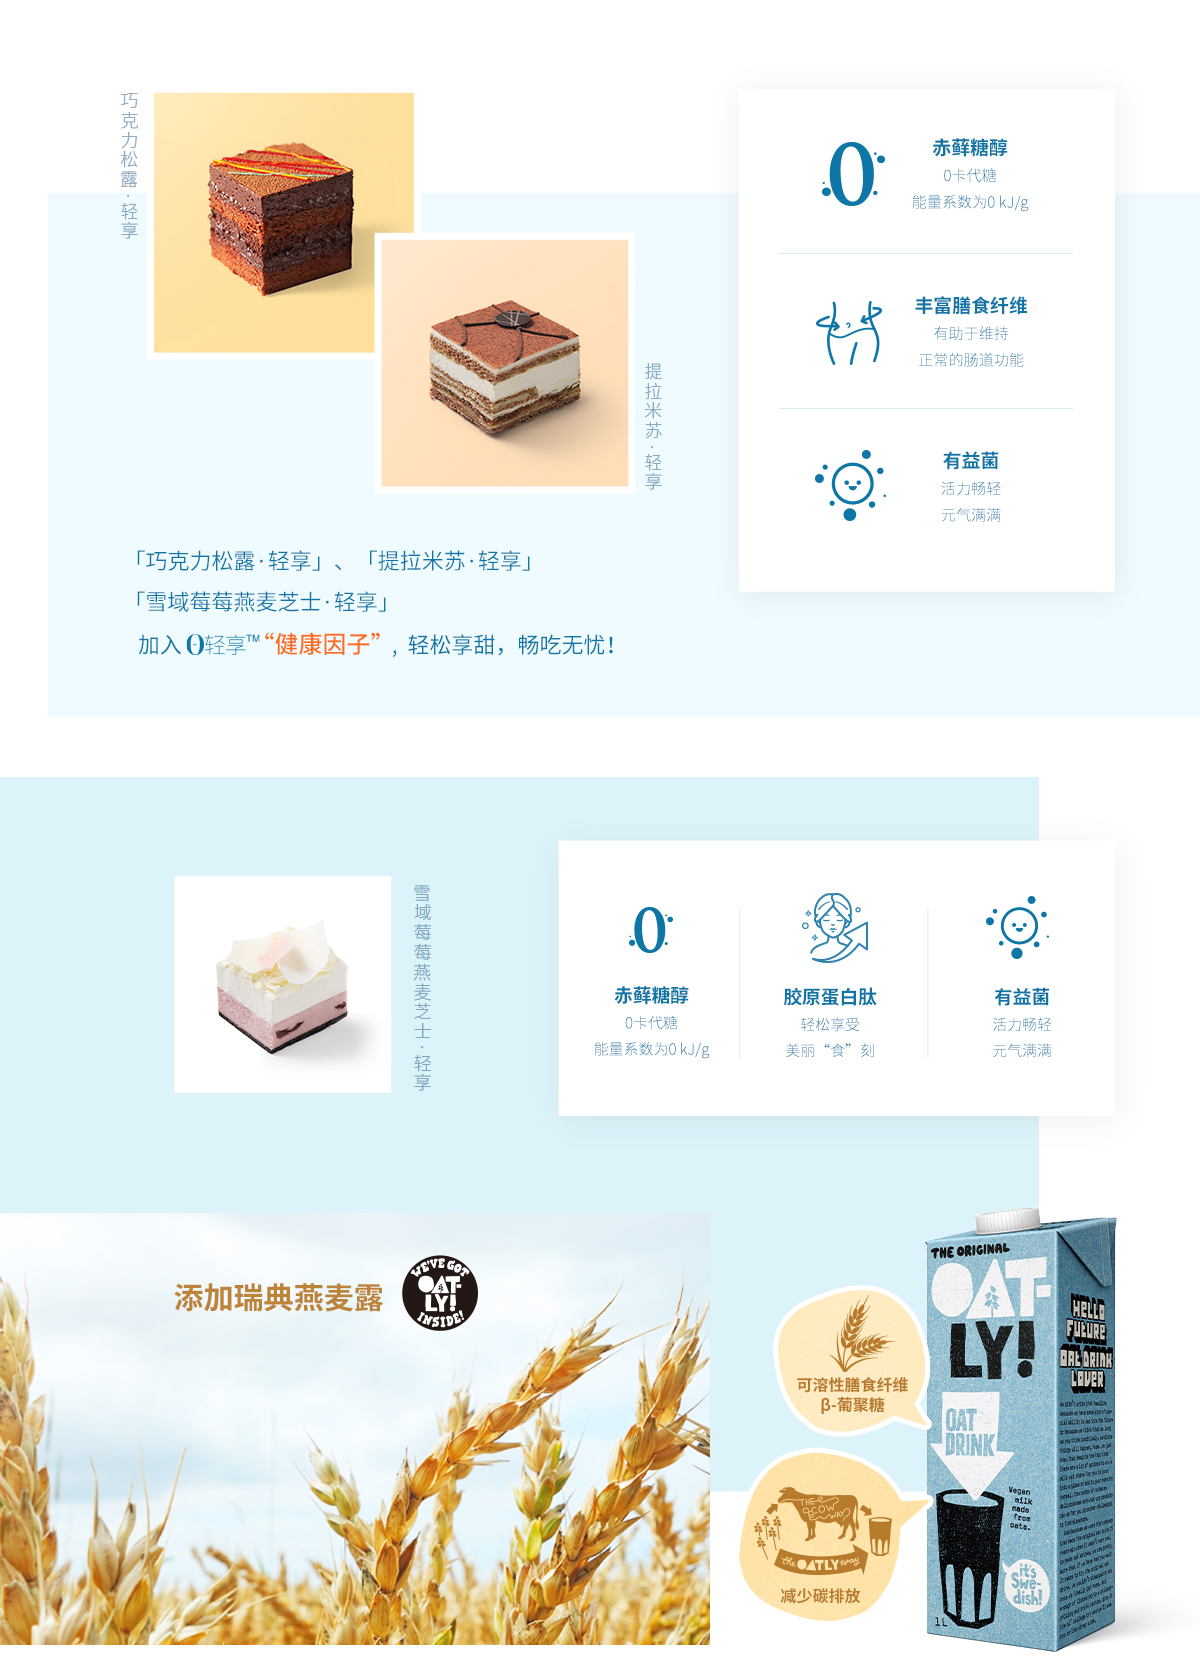 巧克力松露·轻享
提拉米苏·轻享
赤藓糖醇
0卡代糖
能量系数为0 kJ/g
丰富膳食纤维
有助于维持
正常的肠道功能
有益菌
活力畅轻
元气满满
「巧克力松露·轻享」、「提拉米苏·轻享」
「雪域莓莓燕麦芝士·轻享」
加入0轻享™“健康因子”, 轻松享甜，畅吃无忧！
雪域莓莓燕麦芝士·轻享
赤藓糖醇
0卡代糖
能量系数为0 kJ/g
胶原蛋白肽
轻松享受
美丽“食”刻
有益菌
活力畅轻
元气满满
添加瑞典燕麦露
WE'VE GOT
OAT-
LY!
INSIDE!
可溶性膳食纤维
β-葡聚糖
THE
COW
WAY
the OATLY way
减少碳排放
THE ORIGINAL
OAT-
LY!
OAT
DRINK
Vegan
milk
made
from
oats.
it's
Swe-
dish!
1L
HELLO
FUTURE
OAT DRINK
LOVER